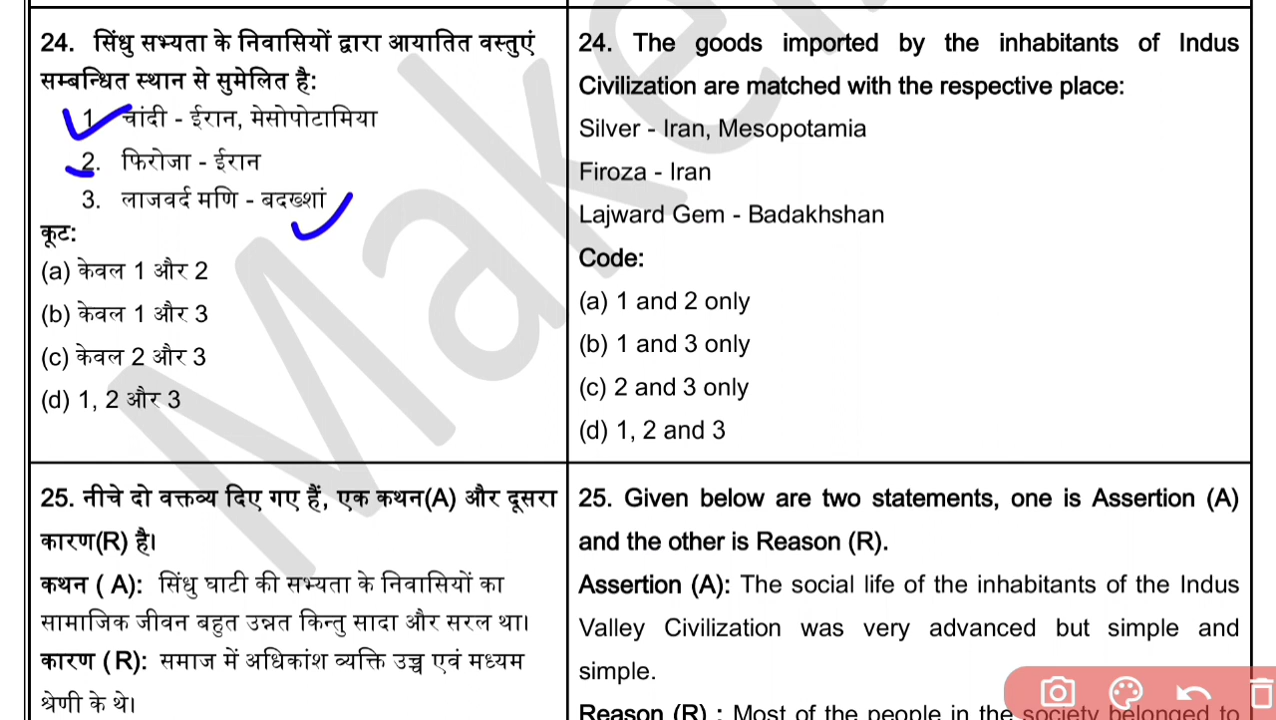 24. सिंधु सभ्यता के निवासियों द्वारा आयातित वस्तुएं
सम्बन्धित स्थान से सुमेलित है:
1. चांदी - ईरान, मेसोपोटामिया
2. फिरोजा - ईरान
3. लाजवर्द मणि - बदख्शां
कूट:
(a) केवल 1 और 2
(b) केवल 1 और 3
(c) केवल 2 और 3
(d) 1, 2 और 3
24. The goods imported by the inhabitants of Indus
Civilization are matched with the respective place:
Silver - Iran, Mesopotamia
Firoza - Iran
Lajward Gem - Badakhshan
Code:
(a) 1 and 2 only
(b) 1 and 3 only
(c) 2 and 3 only
(d) 1, 2 and 3
25. नीचे दो वक्तव्य दिए गए हैं, एक कथन(A) और दूसरा
कारण(R) है।
कथन ( A): सिंधु घाटी की सभ्यता के निवासियों का
सामाजिक जीवन बहुत उन्नत किन्तु सादा और सरल था।
कारण (R): समाज में अधिकांश व्यक्ति उच्च एवं मध्यम
श्रेणी के थे।
25. Given below are two statements, one is Assertion (A)
and the other is Reason (R).
Assertion (A): The social life of the inhabitants of the Indus
Valley Civilization was very advanced but simple and
simple.
Reason (R) : Most of the people in the society belonged to
Make